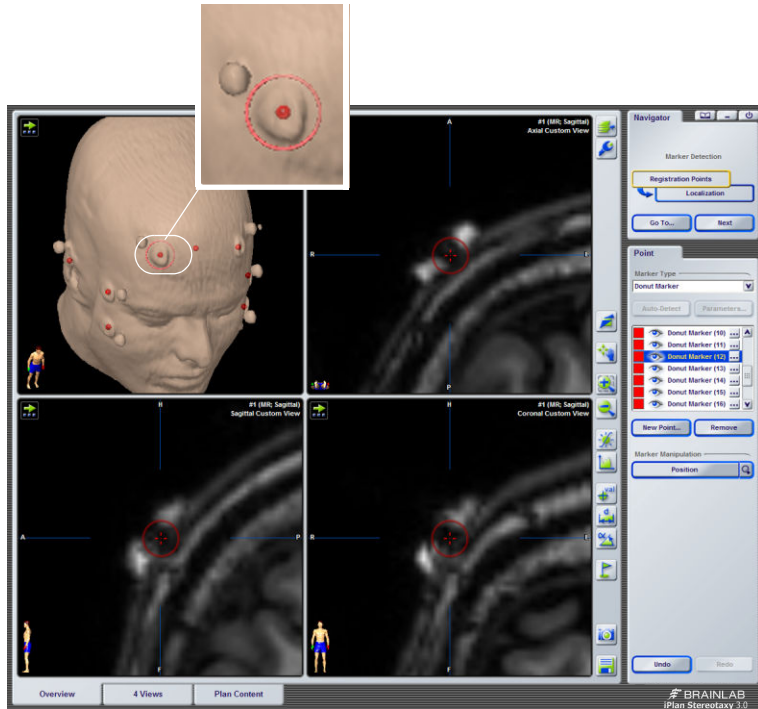 #1 (MR; Sagittal)
Axial Custom View
A
R
P
#1 (MR; Sagittal)
Sagittal Custom View
H
A
P
F
#1 (MR; Sagittal)
Coronal Custom View
H
R
F
val
d
Navigator
Marker Detection
Registration Points
Localization
Go To...
Next
Point
Marker Type
Donut Marker
Auto-Detect
Parameters...
Donut Marker (10) ...
Donut Marker (11) ...
Donut Marker (12) ...
Donut Marker (13) ...
Donut Marker (14) ...
Donut Marker (15) ...
Donut Marker (16) ...
New Point...
Remove
Marker Manipulation
Position
Undo
Redo
Overview
4 Views
Plan Content
BRAINLAB
iPlan Stereotaxy 3.0